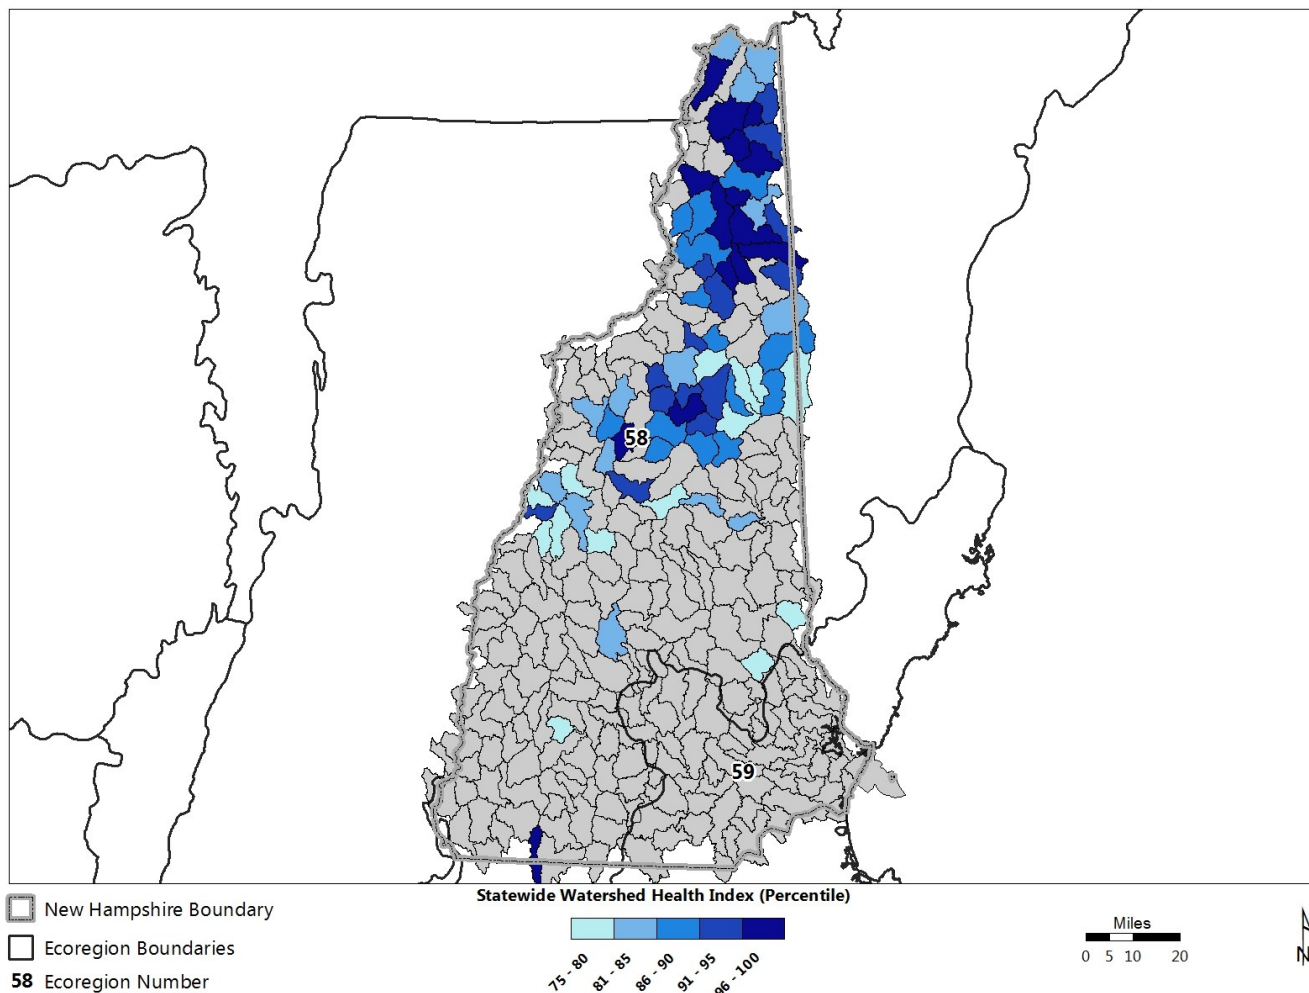 58
59
Statewide Watershed Health Index (Percentile)
75 - 80
81 - 85
86 - 90
91 - 95
96 - 100
New Hampshire Boundary
Ecoregion Boundaries
58 Ecoregion Number
Miles
0 5 10 20
N